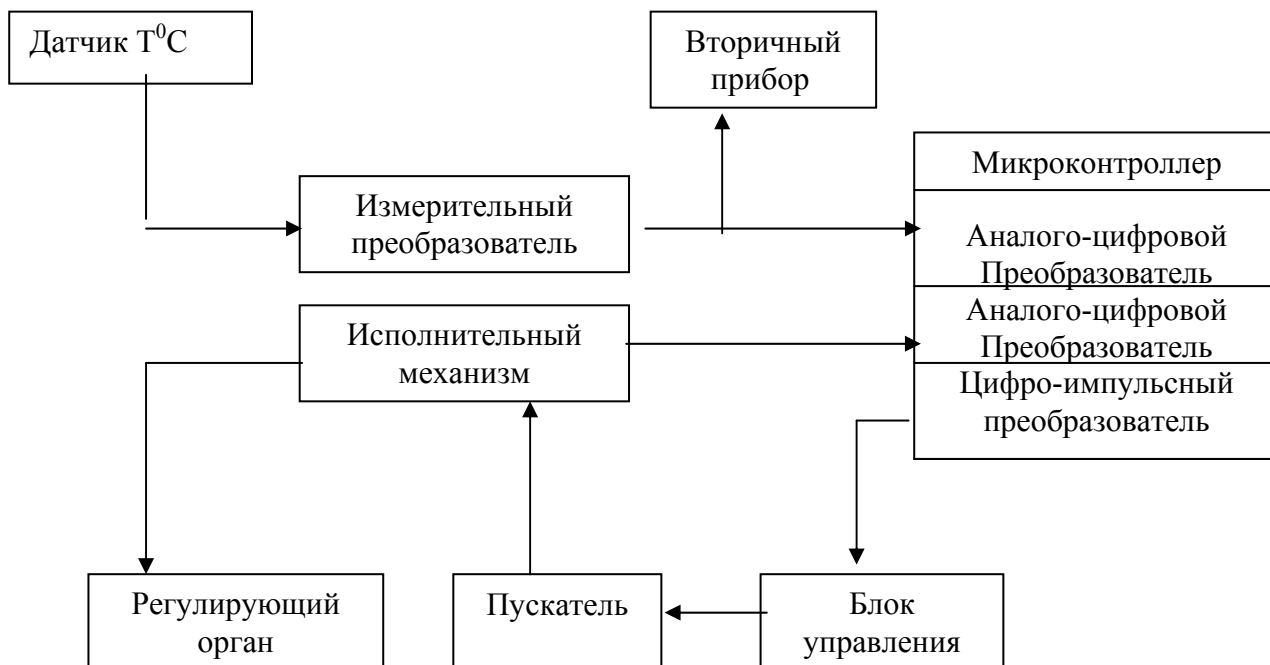 Датчик T⁰C
Вторичный
прибор
Микроконтроллер
Измерительный
преобразователь
Аналого-цифровой
Преобразователь
Исполнительный
механизм
Аналого-цифровой
Преобразователь
Цифро-импульсный
преобразователь
Регулирующий
орган
Пускатель
Блок
управления